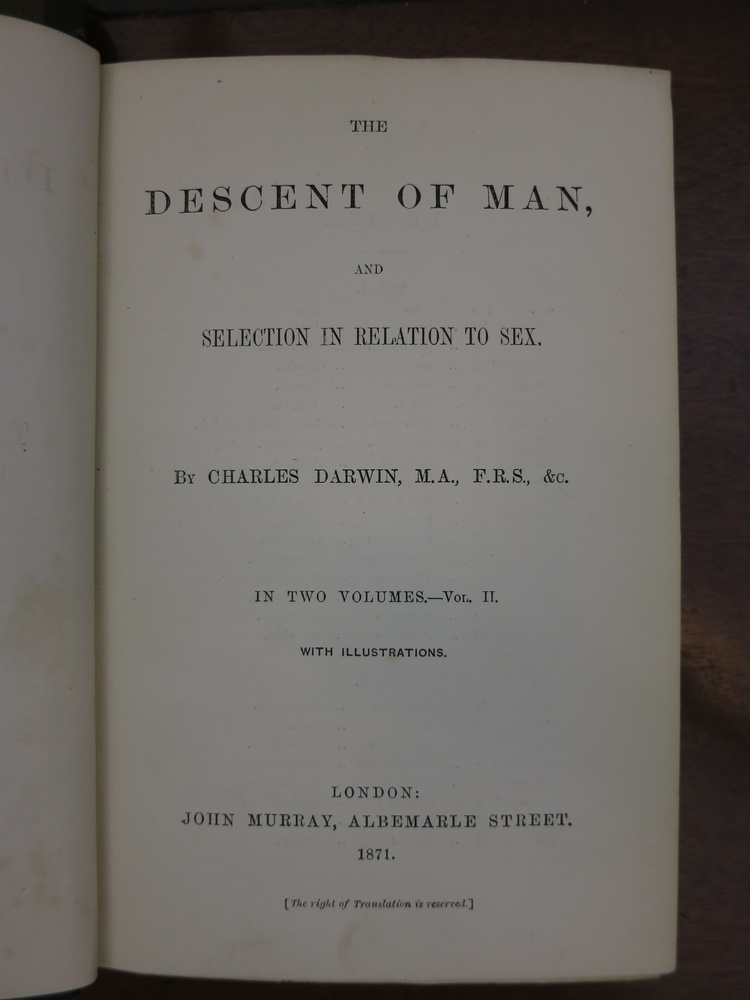 THE
DESCENT OF MAN,
AND
SELECTION IN RELATION TO SEX.
BY CHARLES DARWIN, M.A., F.R.S., &c.
IN TWO VOLUMES.—VOL. II.
WITH ILLUSTRATIONS.
LONDON:
JOHN MURRAY, ALBEMARLE STREET.
1871.
[The right of Translation is reserved.]